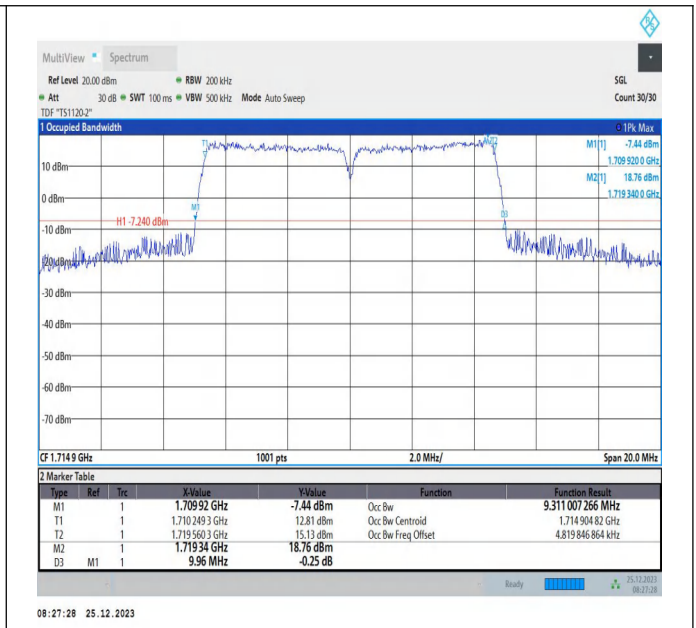 MultiView Spectrum
Ref Level 20.00 dBm RBW 200 kHz SGL
Att 30 dB SWT 100 ms VBW 500 kHz Mode Auto Sweep Count 30/30
TDF "TS1120-2"
1 Occupied Bandwidth 1Pk Max
M1[1] -7.44 dBm
1.709 920 0 GHz
M2[1] 18.76 dBm
1.719 340 0 GHz
T1
M2
T2
10 dBm
0 dBm
M1
D3
H1 -7.240 dBm
-10 dBm
-20 dBm
-30 dBm
-40 dBm
-50 dBm
-60 dBm
-70 dBm
CF 1.714 9 GHz 1001 pts 2.0 MHz/ Span 20.0 MHz
2 Marker Table
Type Ref Trc X-Value Y-Value Function Function Result
M1 1 1.709 92 GHz -7.44 dBm Occ Bw 9.311 007 266 MHz
T1 1 1.710 249 3 GHz 12.81 dBm Occ Bw Centroid 1.714 904 82 GHz
T2 1 1.719 560 3 GHz 15.13 dBm Occ Bw Freq Offset 4.819 846 864 kHz
M2 1 1.719 34 GHz 18.76 dBm
D3 M1 1 9.96 MHz -0.25 dB
Ready 25.12.2023
08:27:28
08:27:28 25.12.2023